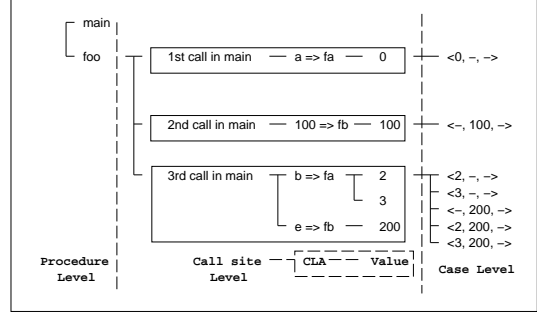 main
foo
1st call in main a => fa 0 <0, –, –>
2nd call in main 100 => fb 100 <–, 100, –>
3rd call in main b => fa 2 <2, –, –>
3 <3, –, –>
<–, 200, –>
e => fb 200 <2, 200, –>
<3, 200, –>
Procedure Level
Call site Level
CLA Value
Case Level